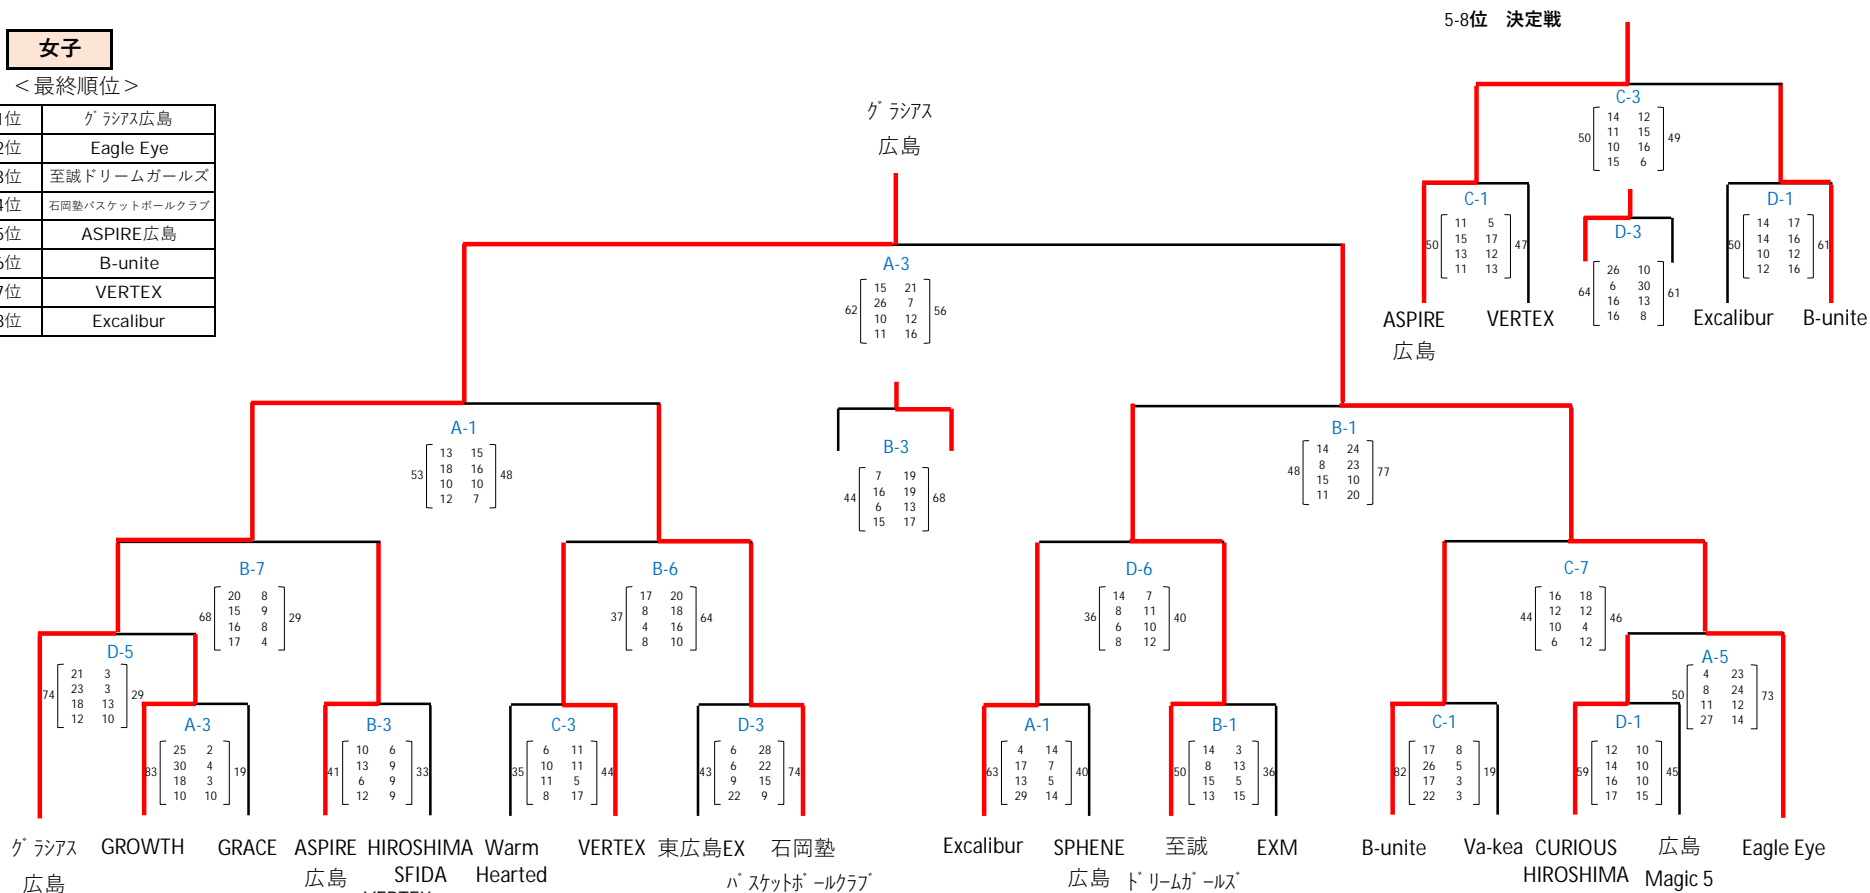 5-8位　決定戦
女子
＜最終順位＞
1位 グラシアス広島
2位 Eagle Eye
3位 至誠ドリームガールズ
4位 石岡塾バスケットボールクラブ
5位 ASPIRE広島
6位 B-unite
7位 VERTEX
8位 Excalibur
グラシアス
広島
C-3
14 12
50 11 15 49
10 16
15 6
C-1
11 5
50 15 17 47
13 12
11 13
D-3
26 10
64 6 30 61
16 13
16 8
D-1
14 17
50 14 16 61
10 12
12 16
ASPIRE
広島
VERTEX
Excalibur
B-unite
A-3
15 21
62 26 7 56
10 12
11 16
A-1
13 15
53 18 16 48
10 10
12 7
B-3
7 19
44 16 19 68
6 13
15 17
B-1
14 24
48 8 23 77
15 10
11 20
B-7
20 8
68 15 9 29
16 8
17 4
B-6
17 20
37 8 18 64
4 16
8 10
D-6
14 7
36 8 11 40
6 10
8 12
C-7
16 18
44 12 12 46
10 4
6 12
D-5
21 3
74 23 3 29
18 13
12 10
A-5
4 23
50 8 24 73
11 12
27 14
A-3
25 2
83 30 4 19
18 3
10 10
B-3
10 6
41 13 9 33
6 9
12 9
C-3
6 11
35 10 11 44
11 5
8 17
D-3
6 28
43 6 22 74
9 15
22 9
A-1
4 14
63 17 7 40
13 5
29 14
B-1
14 3
50 8 13 36
15 5
13 15
C-1
17 8
82 26 5 19
17 3
22 3
D-1
12 10
59 14 10 45
16 10
17 15
グラシアス
広島
GROWTH
GRACE
ASPIRE
広島
HIROSHIMA
SFIDA
VERTEX
Warm
Hearted
VERTEX
東広島EX
石岡塾
バスケットボールクラブ
Excalibur
SPHENE
広島
至誠
ドリームガールズ
EXM
B-unite
Va-kea
CURIOUS
HIROSHIMA
広島
Magic 5
Eagle Eye